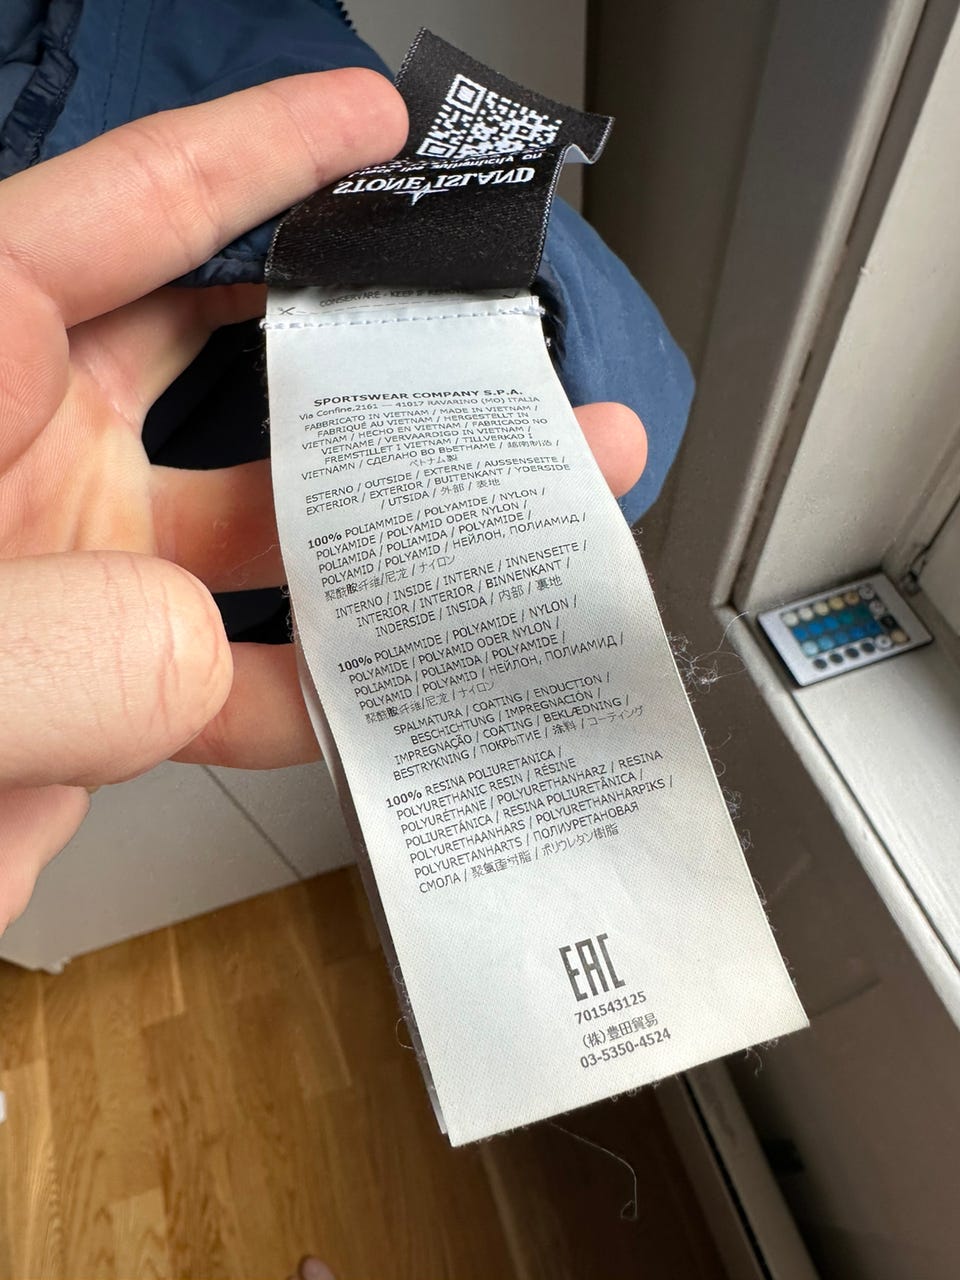 Check the authenticity on
STONE ISLAND
CONSERVARE - KEEP
SPORTSWEAR COMPANY S.P.A.
Via Confine,2161 — 41017 RAVARINO (MO) ITALIA
FABBRICATO IN VIETNAM / MADE IN VIETNAM /
FABRIQUÉ AU VIETNAM / HERGESTELLT IN
VIETNAM / HECHO EN VIETNAM / FABRICADO NO
VIETNAME / VERVAARDIGD IN VIETNAM /
FREMSTILLET I VIETNAM / TILLVERKAD I
VIETNAMN / СДЕЛАНО ВО ВЬЕТНАМЕ / 越南制造 /
ベトナム製
ESTERNO / OUTSIDE / EXTERNE / AUSSENSEITE /
EXTERIOR / EXTERIOR / BUITENKANT / YDERSIDE
/ UTSIDA / 外部 / 表地
100% POLIAMMIDE / POLYAMIDE / NYLON /
POLYAMIDE / POLYAMID ODER NYLON /
POLIAMIDA / POLIAMIDA / POLYAMIDE /
POLYAMID / POLYAMID / НЕЙЛОН, ПОЛИАМИД /
聚酰胺纤维/尼龙 / ナイロン
INTERNO / INSIDE / INTERNE / INNENSEITE /
INTERIOR / INTERIOR / BINNENKANT /
INDERSIDE / INSIDA / 内部 / 裏地
100% POLIAMMIDE / POLYAMIDE / NYLON /
POLYAMIDE / POLYAMID ODER NYLON /
POLIAMIDA / POLIAMIDA / POLYAMIDE /
POLYAMID / POLYAMID / НЕЙЛОН, ПОЛИАМИД /
聚酰胺纤维/尼龙 / ナイロン
SPALMATURA / COATING / ENDUCTION /
BESCHICHTUNG / IMPREGNACIÓN /
IMPREGNAÇÃO / COATING / BEKLÆDNING /
BESTRYKNING / ПОКРЫТИЕ / 涂料 / コーティング
100% RESINA POLIURETANICA /
POLYURETHANIC RESIN / RÉSINE
POLYURÉTHANE / POLYURETHANHARZ / RESINA
POLIURETÁNICA / RESINA POLIURETÂNICA /
POLYURETHAANHARS / POLYURETHANHARPIKS /
POLYURETANHARTS / ПОЛИУРЕТАНОВАЯ
СМОЛА / 聚氨酯树脂 / ポリウレタン樹脂
EAC
701543125
(株)豊田貿易
03-5350-4524